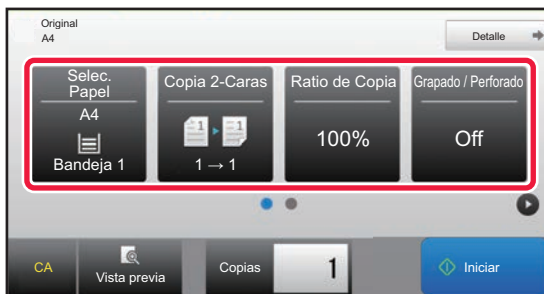 Original
A4
Detalle
Selec.
Papel
A4
Bandeja 1
Copia 2-Caras
1
1
1 → 1
Ratio de Copia
100%
Grapado / Perforado
Off
CA
Vista previa
Copias
1
Iniciar